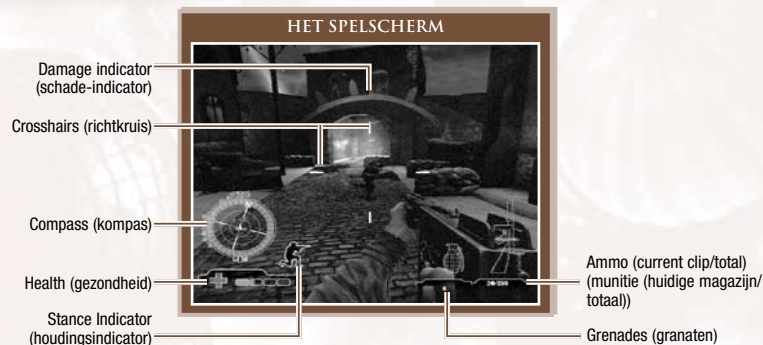 HET SPELSCHERM
Damage indicator
(schade-indicator)
Crosshairs (richtkruis)
Compass (kompas)
Health (gezondheid)
Stance Indicator
(houdingsindicator)
Ammo (current clip/total)
(munitie (huidige magazijn/
totaal))
Grenades (granaten)